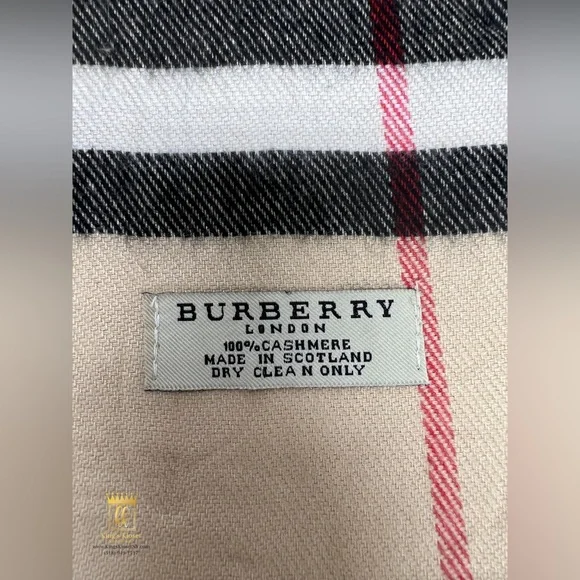 BURBERRY
LONDON
100%CASHMERE
MADE IN SCOTLAND
DRY CLEA N ONLY